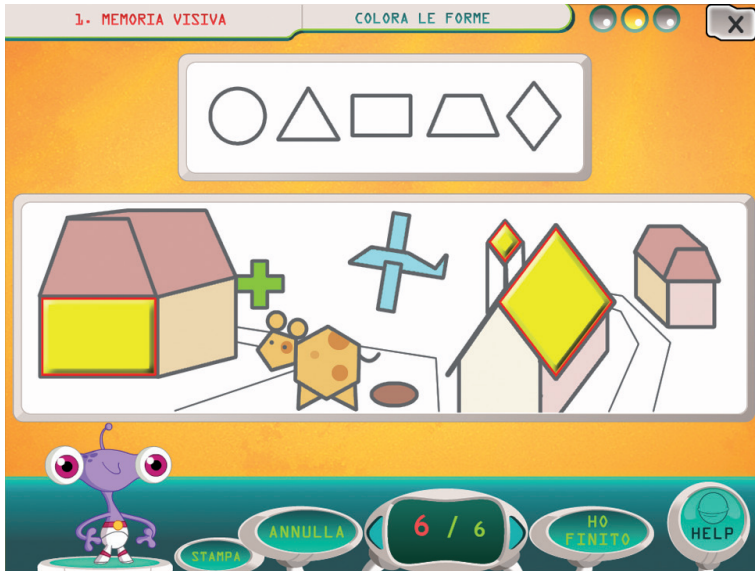 1. MEMORIA VISIVA
COLORA LE FORME
X
STAMPA
ANNULLA
6 / 6
HO
FINITO
HELP